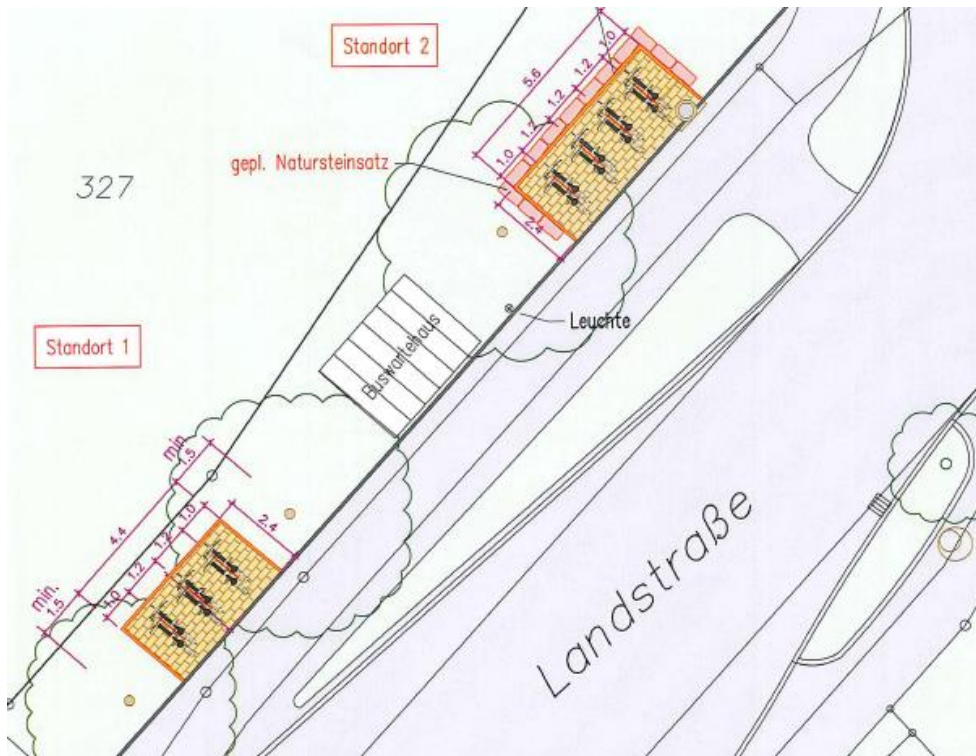 Standort 2
1.0
1.2
5.6
1.2
1.2
1.0
gepl. Natursteinsatz
2.4
327
Leuchte
Standort 1
Buswartehaus
min.
1.5
4.4
1.0
2.4
1.2
1.2
1.0
min.
1.5
Landstraße